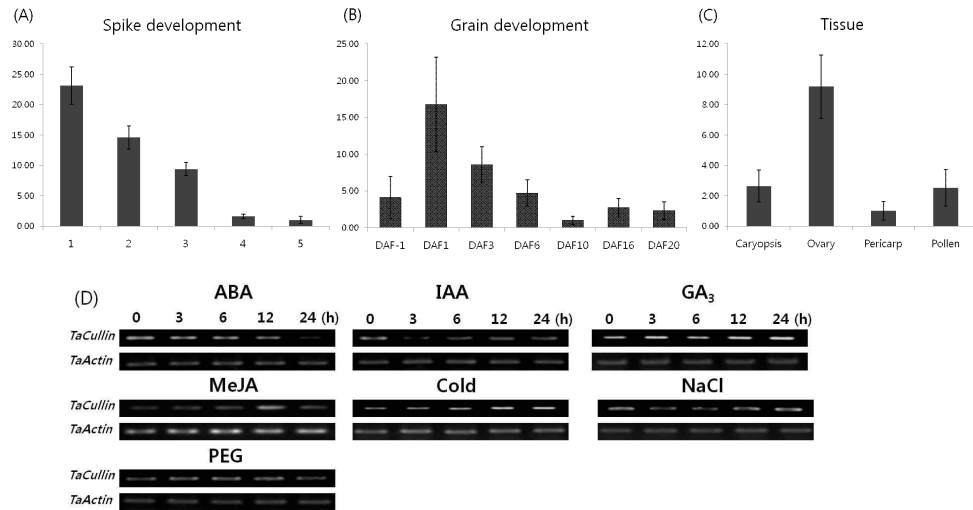 (A)
Spike development
30.00
25.00
20.00
15.00
10.00
5.00
0.00
1 2 3 4 5
(B)
Grain development
25.00
20.00
15.00
10.00
5.00
0.00
DAF-1 DAF1 DAF3 DAF6 DAF10 DAF16 DAF20
(C)
Tissue
12.00
10.00
8.00
6.00
4.00
2.00
0.00
Caryopsis Ovary Pericarp Pollen
(D)
ABA
0 3 6 12 24 (h)
TaCullin
TaActin
IAA
0 3 6 12 24 (h)
GA₃
0 3 6 12 24 (h)
MeJA
TaCullin
TaActin
Cold
NaCl
PEG
TaCullin
TaActin